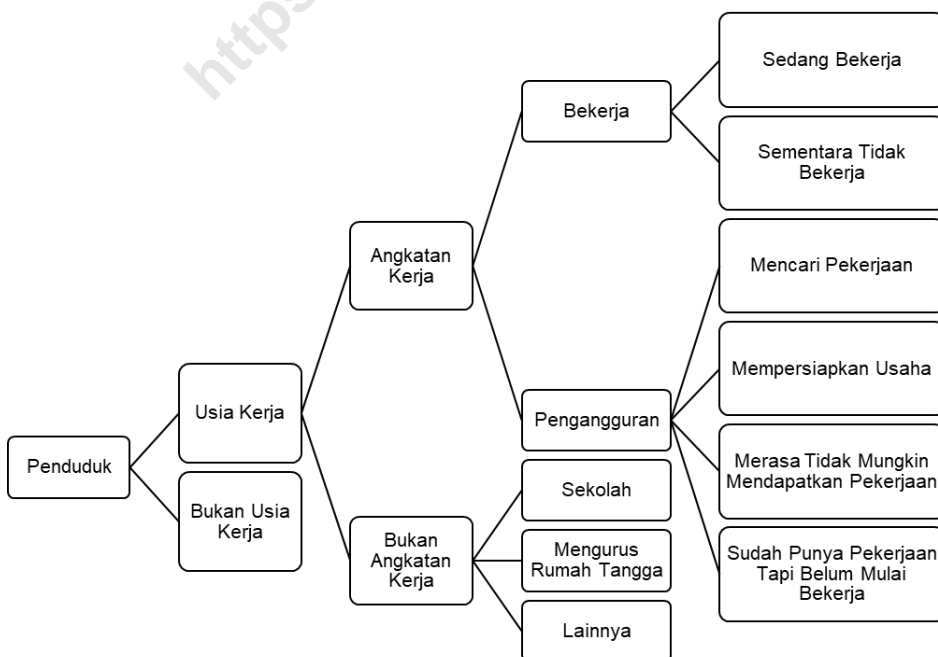 https
Sedang Bekerja
Bekerja
Sementara Tidak
Bekerja
Angkatan
Kerja
Mencari Pekerjaan
Usia Kerja
Mempersiapkan Usaha
Pengangguran
Penduduk
Merasa Tidak Mungkin
Mendapatkan Pekerjaan
Bukan Usia
Kerja
Sekolah
Bukan
Angkatan
Kerja
Mengurus
Rumah Tangga
Sudah Punya Pekerjaan
Tapi Belum Mulai
Bekerja
Lainnya